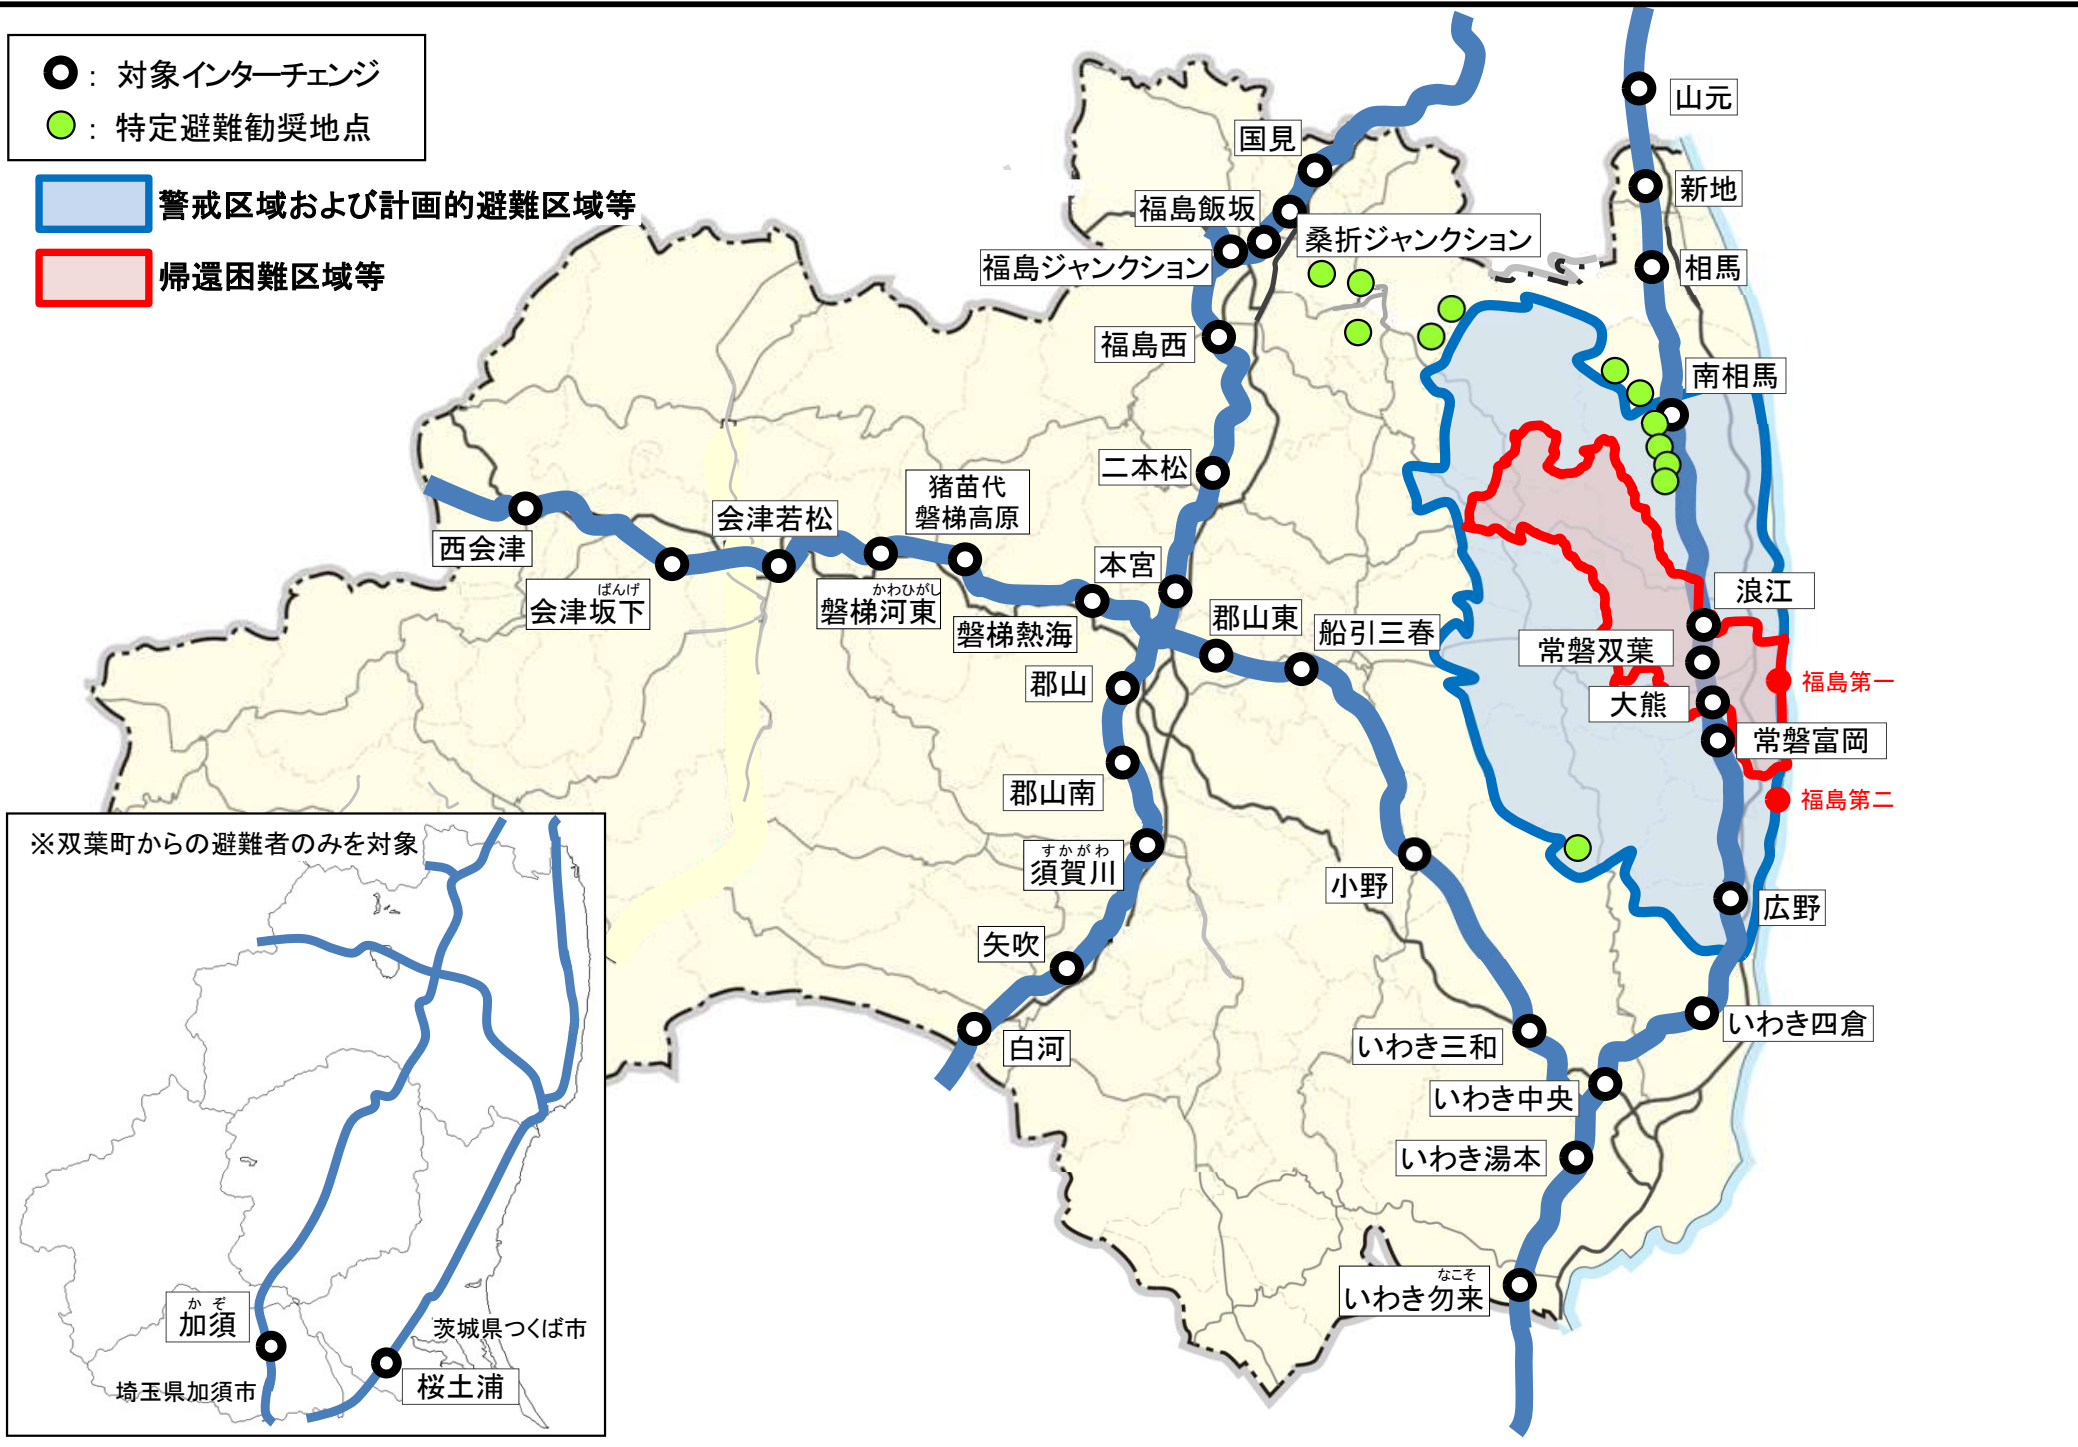 : 対象インターチェンジ
: 特定避難勧奨地点
警戒区域および計画的避難区域等
帰還困難区域等
山元
国見
新地
福島飯坂
桑折ジャンクション
福島ジャンクション
相馬
福島西
南相馬
二本松
猪苗代
磐梯高原
会津若松
西会津
本宮
浪江
ばんげ
会津坂下
かわひがし
磐梯河東
磐梯熱海
郡山東
船引三春
常磐双葉
郡山
福島第一
大熊
常磐富岡
郡山南
福島第二
すかがわ
須賀川
小野
広野
矢吹
白河
いわき四倉
いわき三和
いわき中央
いわき湯本
なこそ
いわき勿来
※双葉町からの避難者のみを対象
かぞ
加須
茨城県つくば市
埼玉県加須市
桜土浦